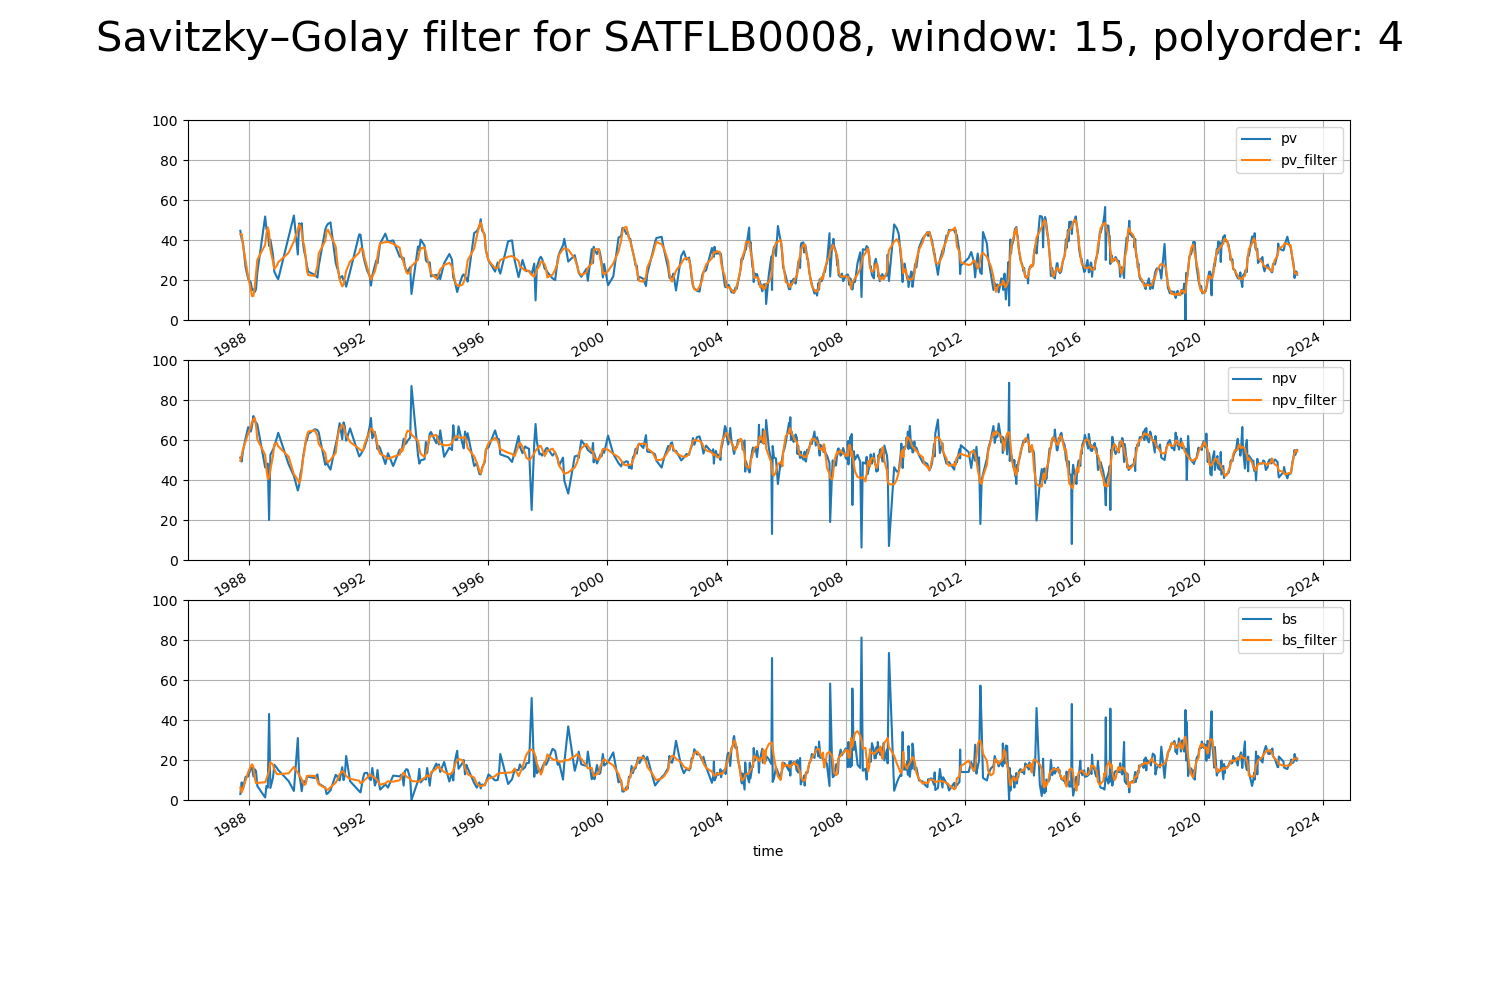 Savitzky–Golay filter for SATFLB0008, window: 15, polyorder: 4
100
80
60
40
20
0
pv
pv_filter
1988 1992 1996 2000 2004 2008 2012 2016 2020 2024
100
80
60
40
20
0
npv
npv_filter
1988 1992 1996 2000 2004 2008 2012 2016 2020 2024
100
80
60
40
20
0
bs
bs_filter
1988 1992 1996 2000 2004 2008 2012 2016 2020 2024
time